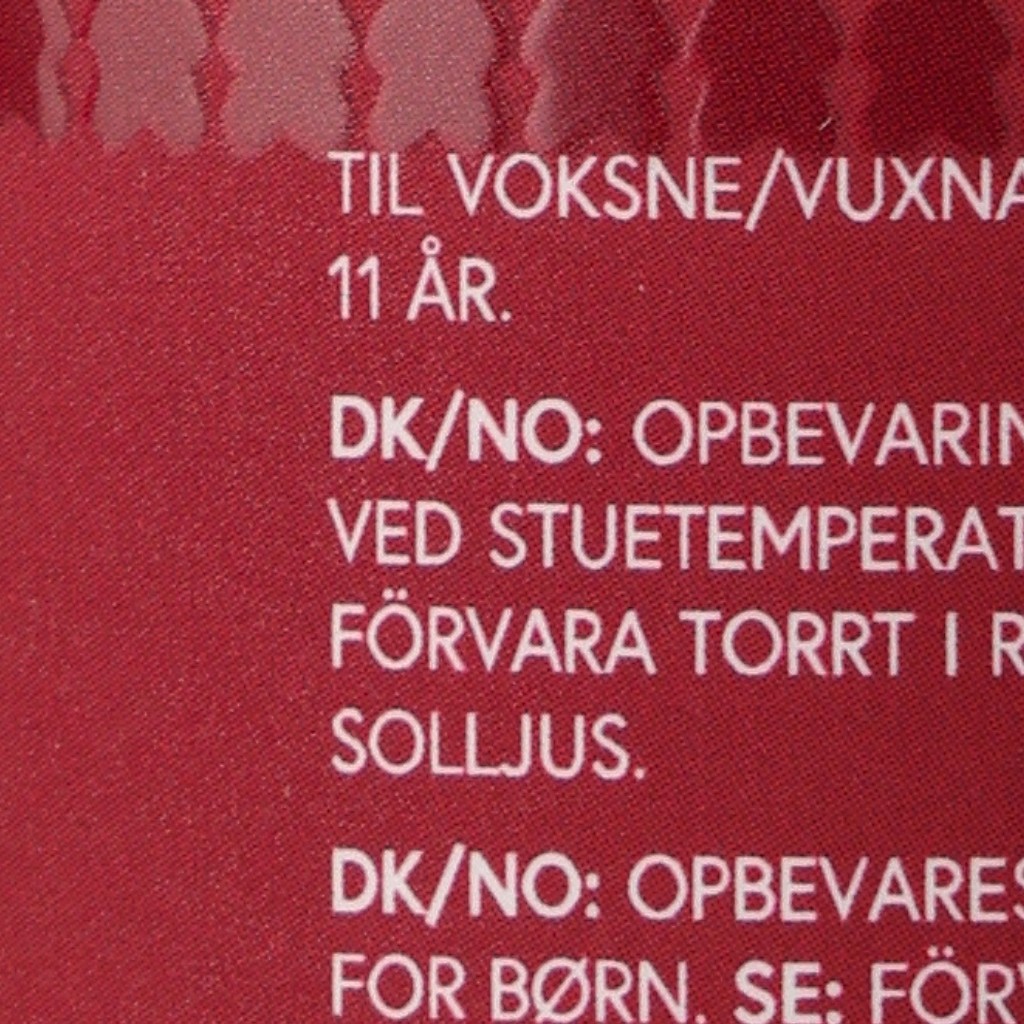 TIL VOKSNE/VUXNA
11 ÅR.
DK/NO: OPBEVARIN
VED STUETEMPERAT
FÖRVARA TORRT I R
SOLLJUS.
DK/NO: OPBEVARES
FOR BØRN. SE: FÖRV